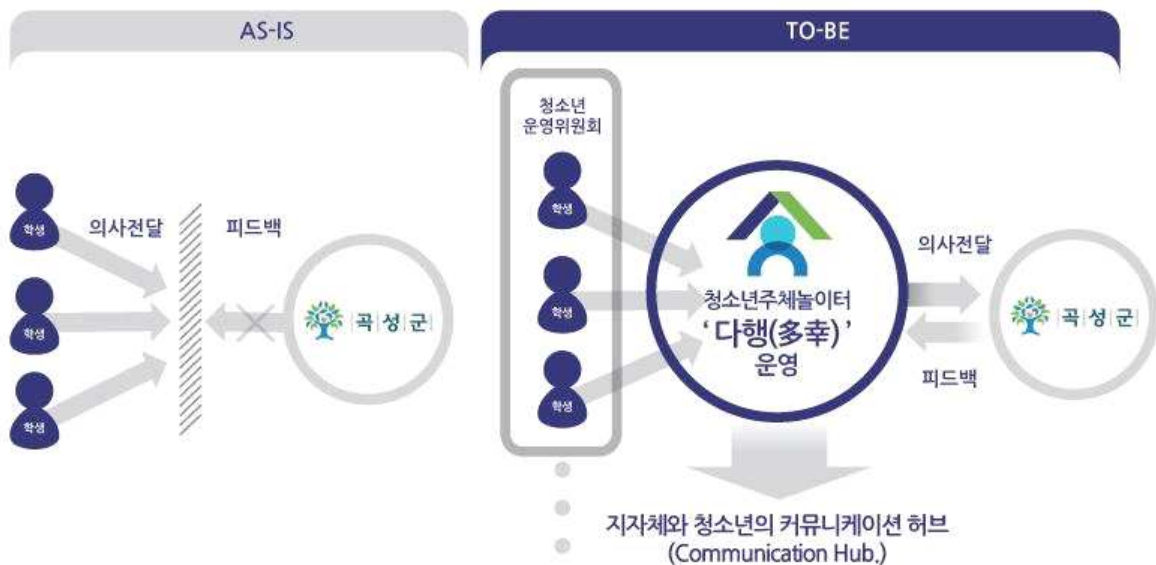 AS-IS
의사전달
피드백
학생
학생
학생
곡성군
TO-BE
청소년
운영위원회
학생
학생
학생
청소년주체놀이터
‘다행(多幸)’
운영
의사전달
피드백
곡성군
지자체와 청소년의 커뮤니케이션 허브
(Communication Hub.)